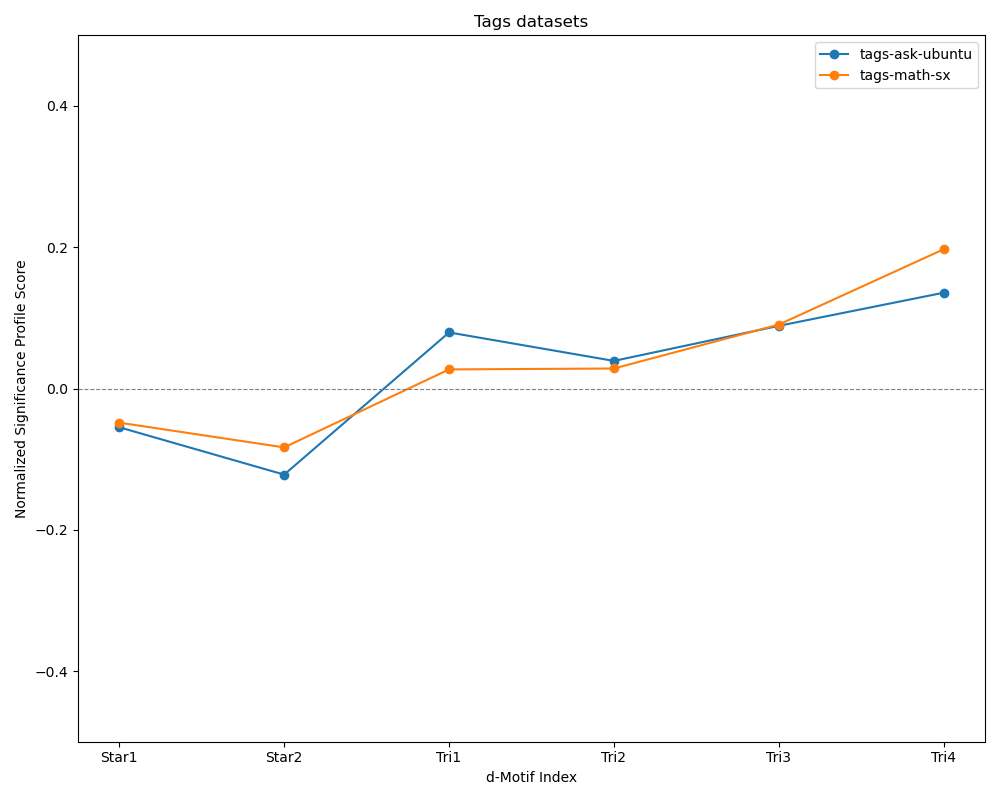 Tags datasets
tags-ask-ubuntu
tags-math-sx
Normalized Significance Profile Score
0.4
0.2
0.0
−0.2
−0.4
Star1
Star2
Tri1
Tri2
Tri3
Tri4
d-Motif Index